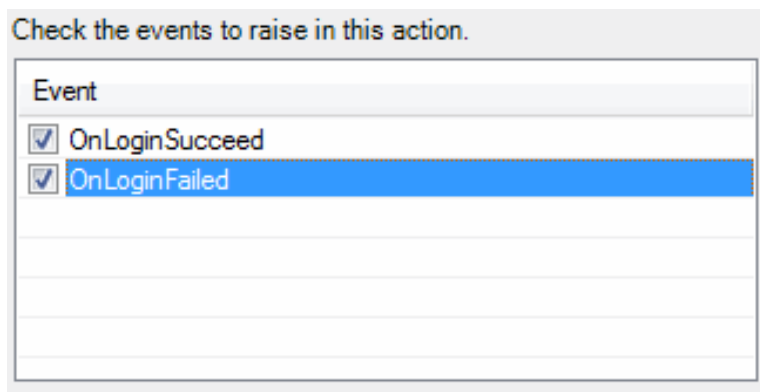 Check the events to raise in this action.
Event
OnLoginSucceed
OnLoginFailed